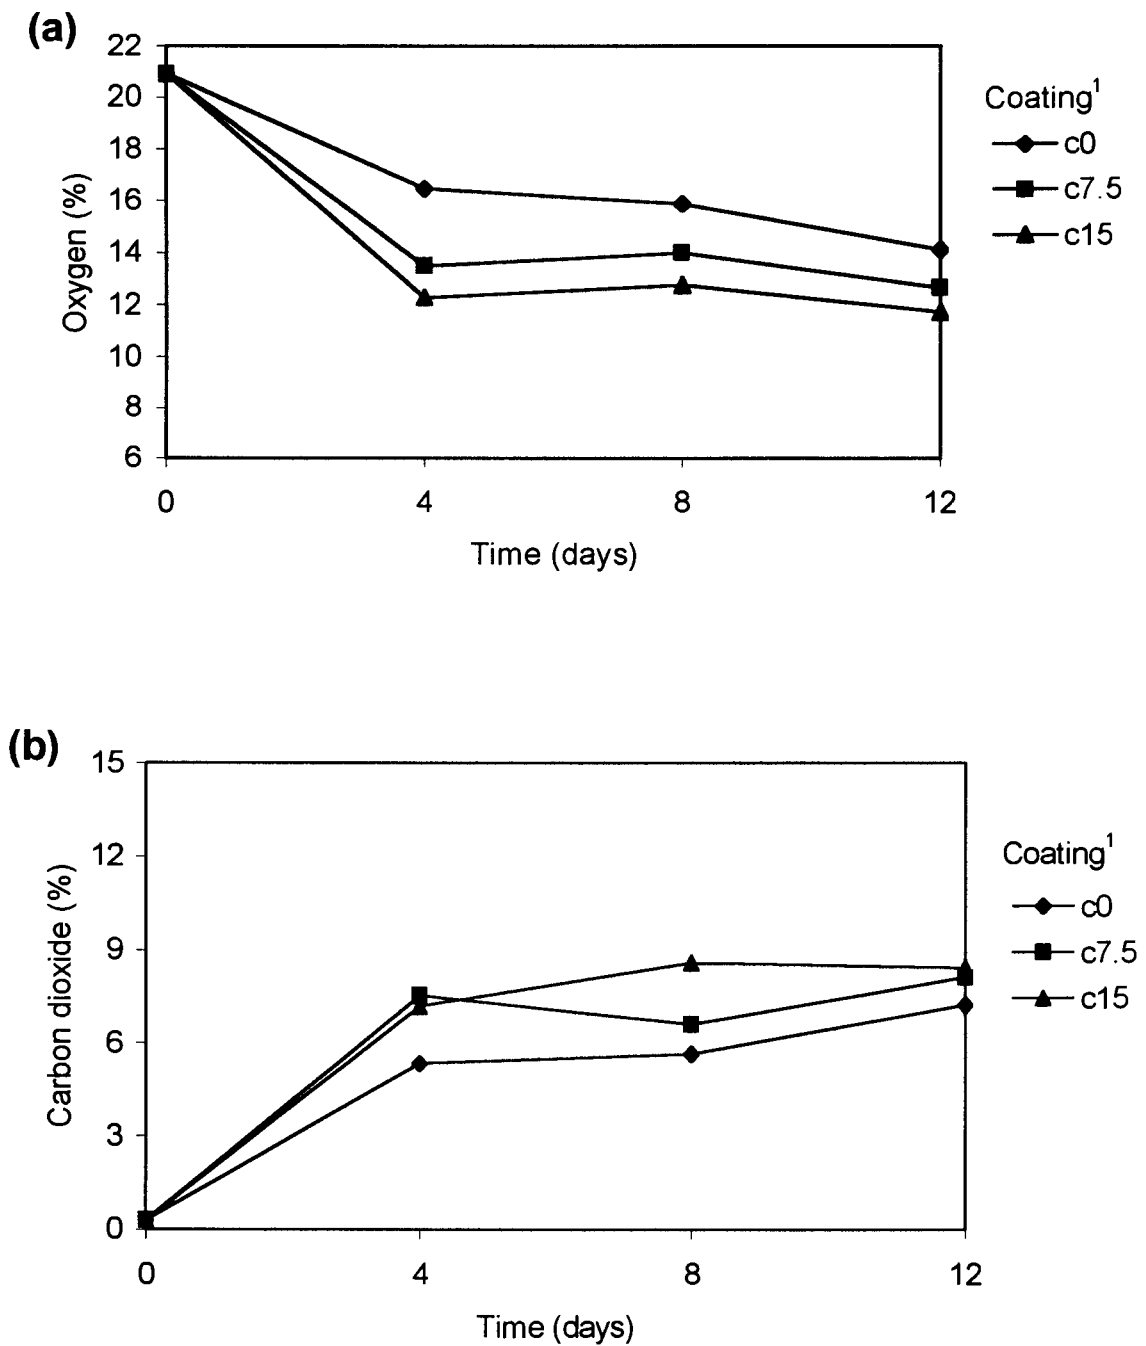 (a)
22
20
18
16
14
12
10
8
6
Oxygen (%)
0 4 8 12
Time (days)
Coating¹
c0
c7.5
c15
(b)
15
12
9
6
3
0
Carbon dioxide (%)
0 4 8 12
Time (days)
Coating¹
c0
c7.5
c15